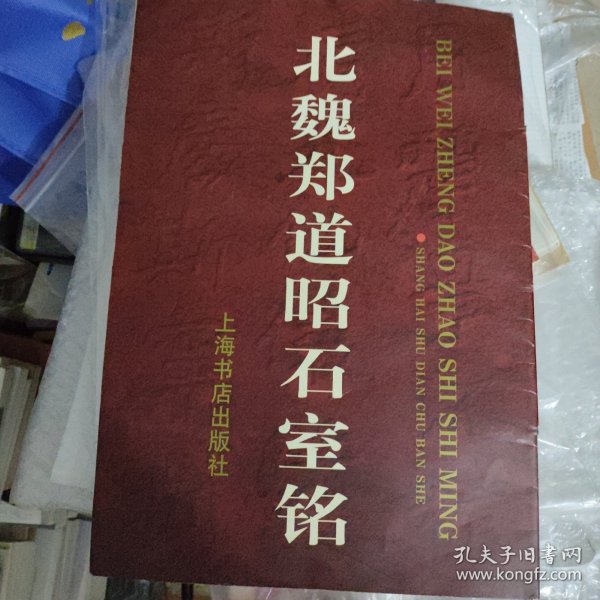 北魏郑道昭石室铭
BEI WEI ZHENG DAO ZHAO SHI SHI MING
SHANG HAI SHU DIAN CHU BAN SHE
上海书店出版社
孔夫子旧书网
www.kongfz.com